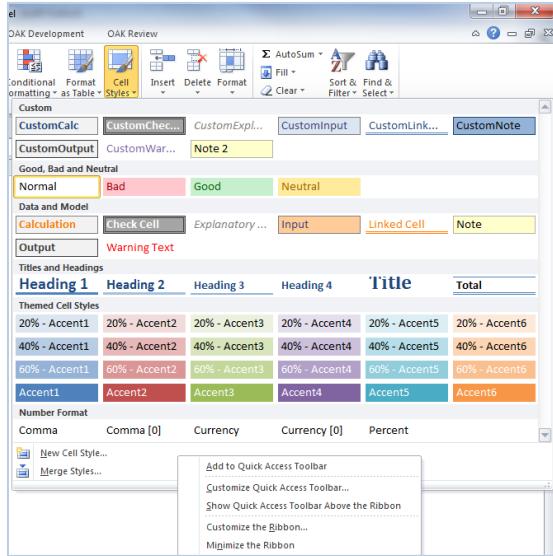 el
OAK Development OAK Review
AutoSum
Fill
Clear
Conditional Formatting Format as Table Cell Styles Insert Delete Format Sort & Filter Find & Select
Custom
CustomCalc CustomChec... CustomExpl... CustomInput CustomLink... CustomNote
CustomOutput CustomWar... Note 2
Good, Bad and Neutral
Normal Bad Good Neutral
Data and Model
Calculation Check Cell Explanatory ... Input Linked Cell Note
Output Warning Text
Titles and Headings
Heading 1 Heading 2 Heading 3 Heading 4 Title Total
Themed Cell Styles
20% - Accent1 20% - Accent2 20% - Accent3 20% - Accent4 20% - Accent5 20% - Accent6
40% - Accent1 40% - Accent2 40% - Accent3 40% - Accent4 40% - Accent5 40% - Accent6
60% - Accent1 60% - Accent2 60% - Accent3 60% - Accent4 60% - Accent5 60% - Accent6
Accent1 Accent2 Accent3 Accent4 Accent5 Accent6
Number Format
Comma Comma [0] Currency Currency [0] Percent
New Cell Style...
Merge Styles...
Add to Quick Access Toolbar
Customize Quick Access Toolbar...
Show Quick Access Toolbar Above the Ribbon
Customize the Ribbon...
Minimize the Ribbon